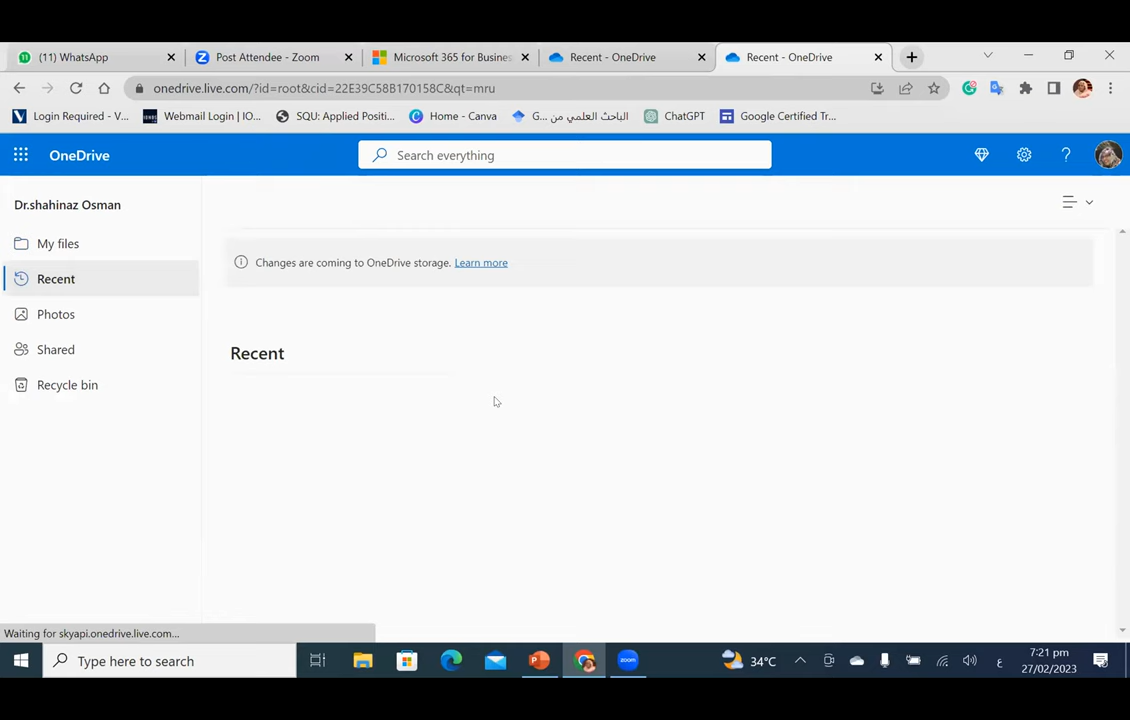 (11) WhatsApp
Post Attendee - Zoom
Microsoft 365 for Busines
Recent - OneDrive
Recent - OneDrive
onedrive.live.com/?id=root&cid=22E39C58B170158C&qt=mru
Login Required - V...
Webmail Login | IO...
SQU: Applied Positi...
Home - Canva
الباحث العلمي من G...
ChatGPT
Google Certified Tr...
OneDrive
Search everything
Dr.shahinaz Osman
My files
Recent
Photos
Shared
Recycle bin
Changes are coming to OneDrive storage. Learn more
Recent
Waiting for skyapi.onedrive.live.com...
Type here to search
34°C
ع
7:21 pm
27/02/2023
zoom